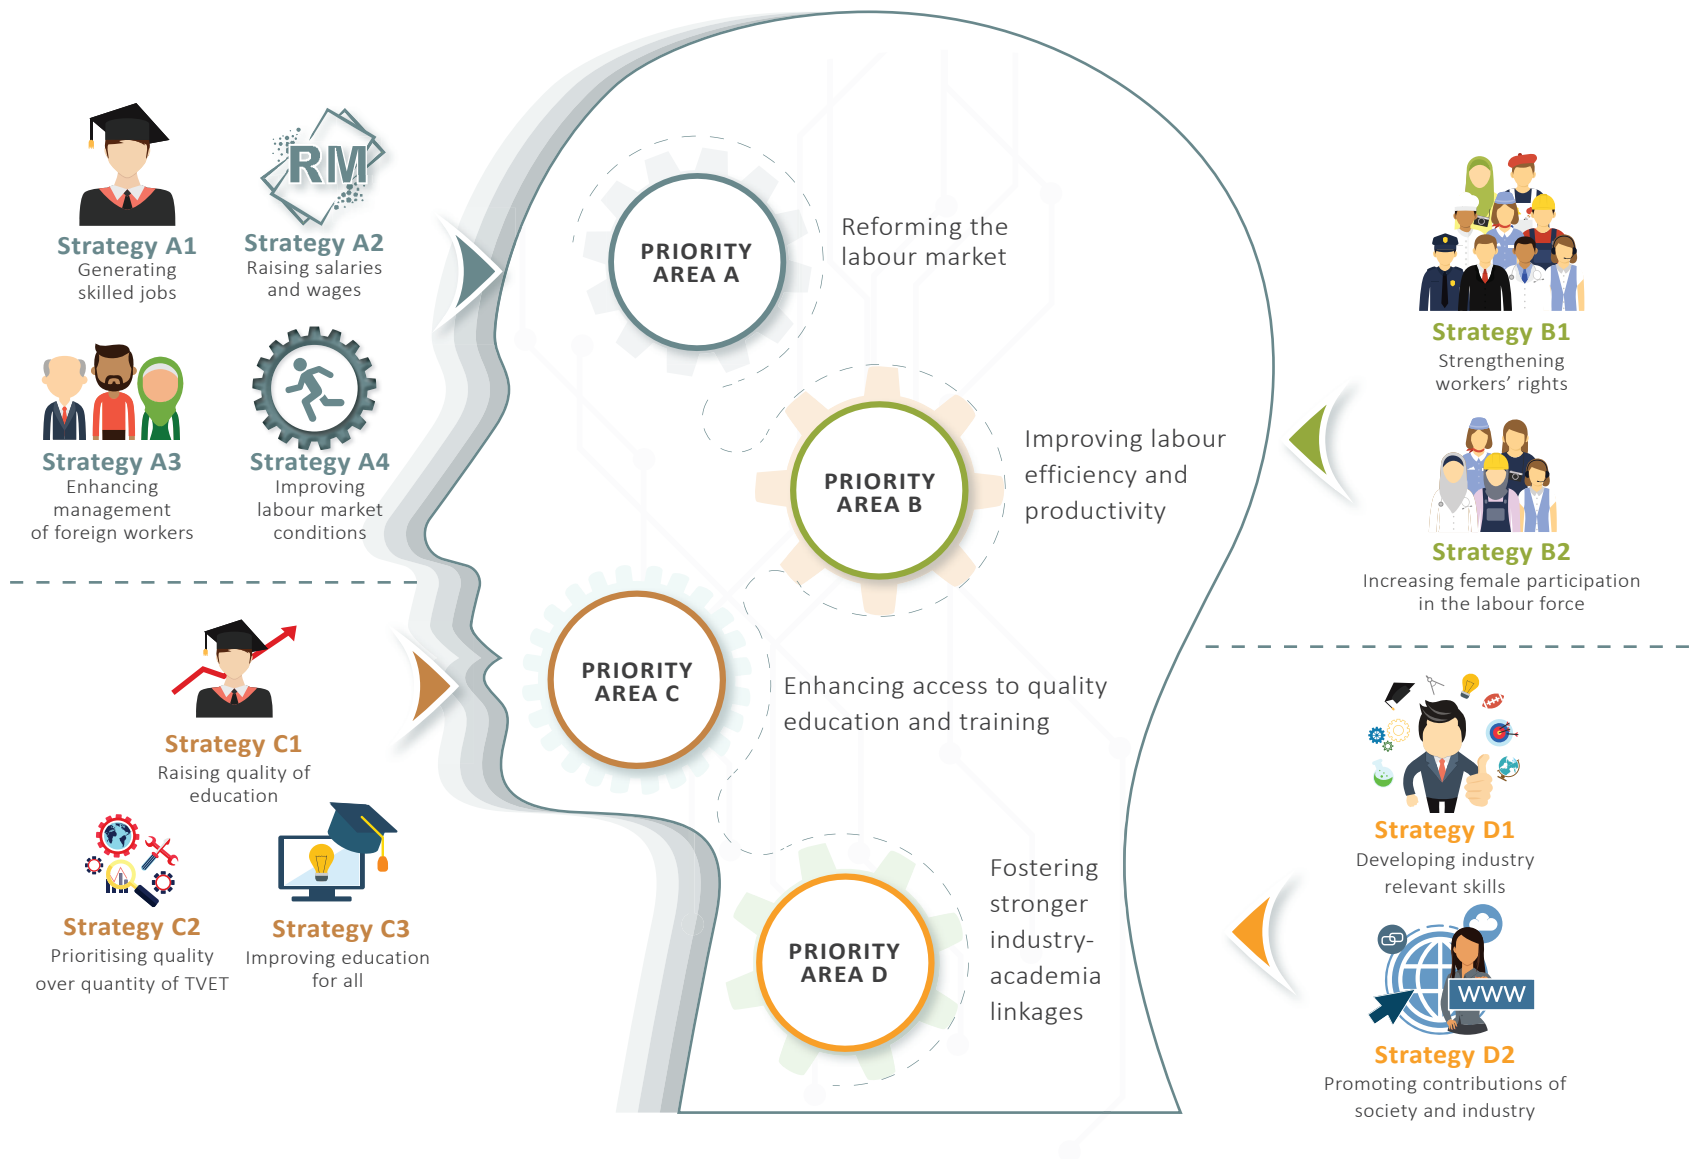 RM
Strategy A1
Generating
skilled jobs
Strategy A2
Raising salaries
and wages
Strategy A3
Enhancing
management
of foreign workers
Strategy A4
Improving
labour market
conditions
PRIORITY
AREA A
Reforming the
labour market
PRIORITY
AREA B
Improving labour
efficiency and
productivity
Strategy B1
Strengthening
workers’ rights
Strategy B2
Increasing female participation
in the labour force
Strategy C1
Raising quality of
education
Strategy C2
Prioritising quality
over quantity of TVET
Strategy C3
Improving education
for all
PRIORITY
AREA C
Enhancing access to quality
education and training
PRIORITY
AREA D
Fostering
stronger
industry-
academia
linkages
Strategy D1
Developing industry
relevant skills
WWW
Strategy D2
Promoting contributions of
society and industry